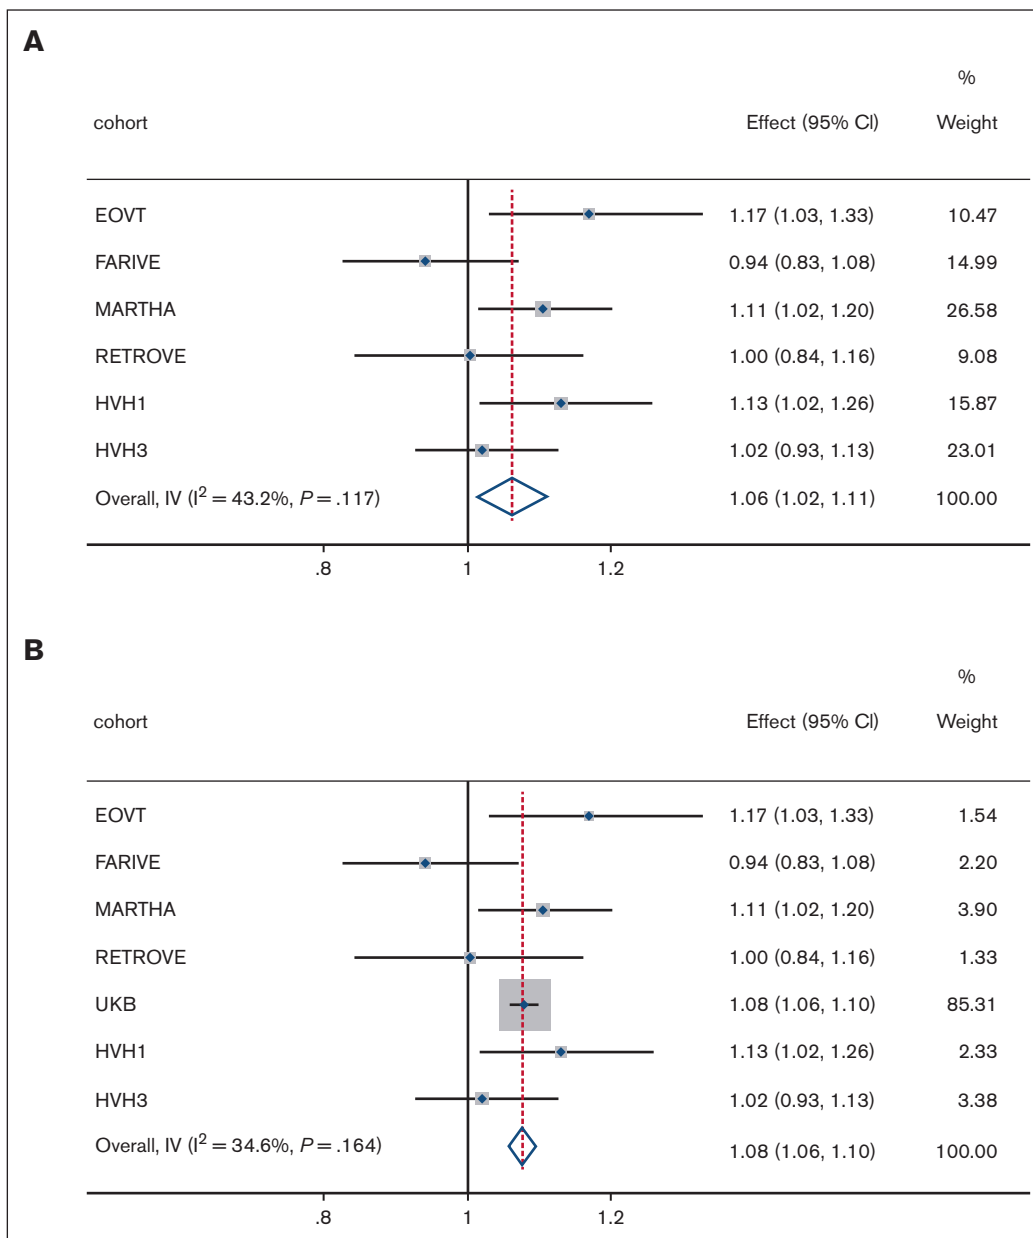 A
%
cohort Effect (95% CI) Weight
EOVT 1.17 (1.03, 1.33) 10.47
FARIVE 0.94 (0.83, 1.08) 14.99
MARTHA 1.11 (1.02, 1.20) 26.58
RETROVE 1.00 (0.84, 1.16) 9.08
HVH1 1.13 (1.02, 1.26) 15.87
HVH3 1.02 (0.93, 1.13) 23.01
Overall, IV (I² = 43.2%, P = .117) 1.06 (1.02, 1.11) 100.00
.8 1 1.2
B
%
cohort Effect (95% CI) Weight
EOVT 1.17 (1.03, 1.33) 1.54
FARIVE 0.94 (0.83, 1.08) 2.20
MARTHA 1.11 (1.02, 1.20) 3.90
RETROVE 1.00 (0.84, 1.16) 1.33
UKB 1.08 (1.06, 1.10) 85.31
HVH1 1.13 (1.02, 1.26) 2.33
HVH3 1.02 (0.93, 1.13) 3.38
Overall, IV (I² = 34.6%, P = .164) 1.08 (1.06, 1.10) 100.00
.8 1 1.2